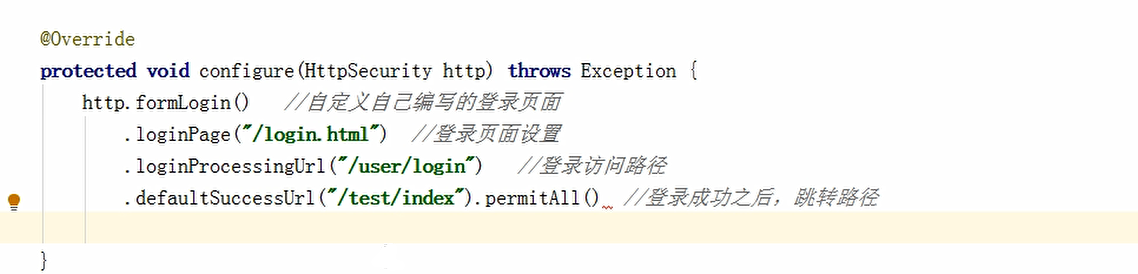 @Override
protected void configure(HttpSecurity http) throws Exception {
http.formLogin()   //自定义自己编写的登录页面
.loginPage("/login.html")  //登录页面设置
.loginProcessingUrl("/user/login")   //登录访问路径
.defaultSuccessUrl("/test/index").permitAll()  //登录成功之后，跳转路径
}